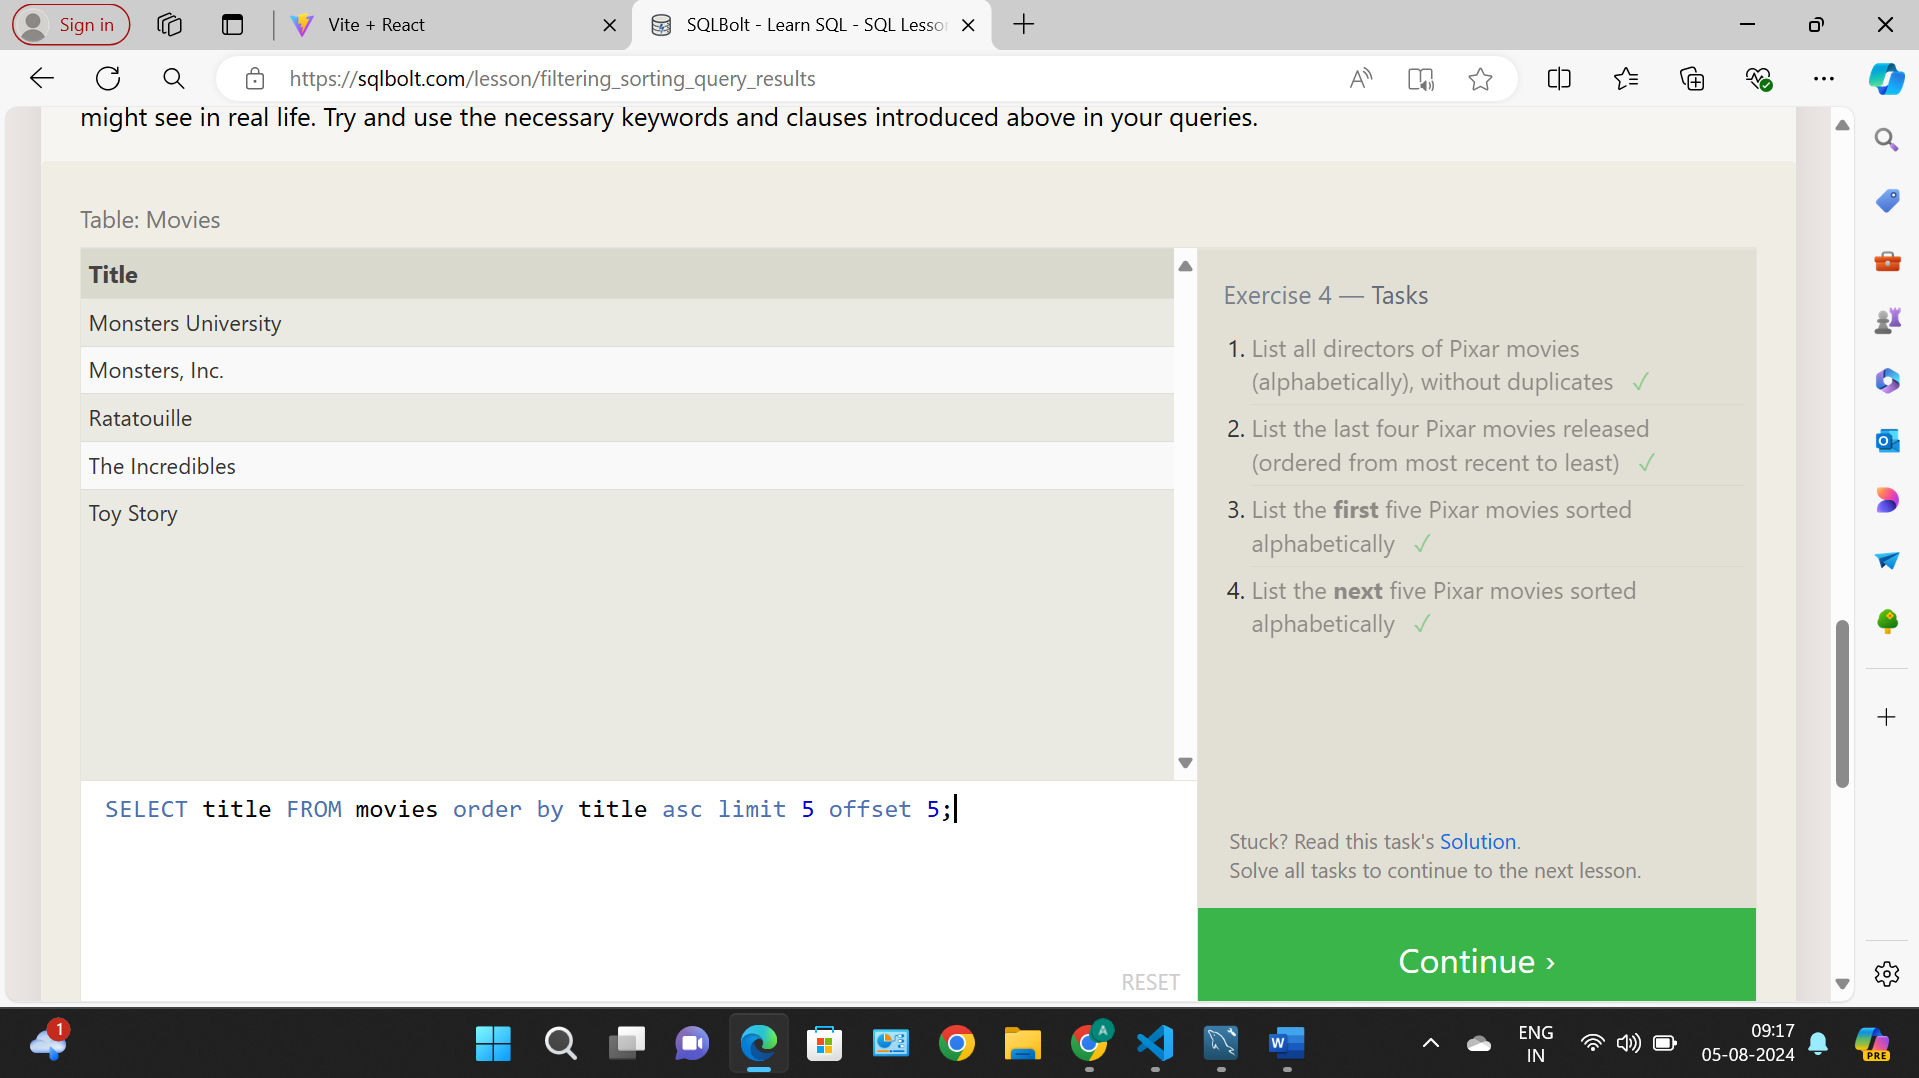 Sign in
Vite + React
SQLBolt - Learn SQL - SQL Lesso
https://sqlbolt.com/lesson/filtering_sorting_query_results
might see in real life. Try and use the necessary keywords and clauses introduced above in your queries.
Table: Movies
Title
Monsters University
Monsters, Inc.
Ratatouille
The Incredibles
Toy Story
SELECT title FROM movies order by title asc limit 5 offset 5;
RESET
Exercise 4 — Tasks
1. List all directors of Pixar movies
(alphabetically), without duplicates ✓
2. List the last four Pixar movies released
(ordered from most recent to least) ✓
3. List the first five Pixar movies sorted
alphabetically ✓
4. List the next five Pixar movies sorted
alphabetically ✓
Stuck? Read this task's Solution.
Solve all tasks to continue to the next lesson.
Continue ›
1
A
W
ENG
IN
09:17
05-08-2024
PRE